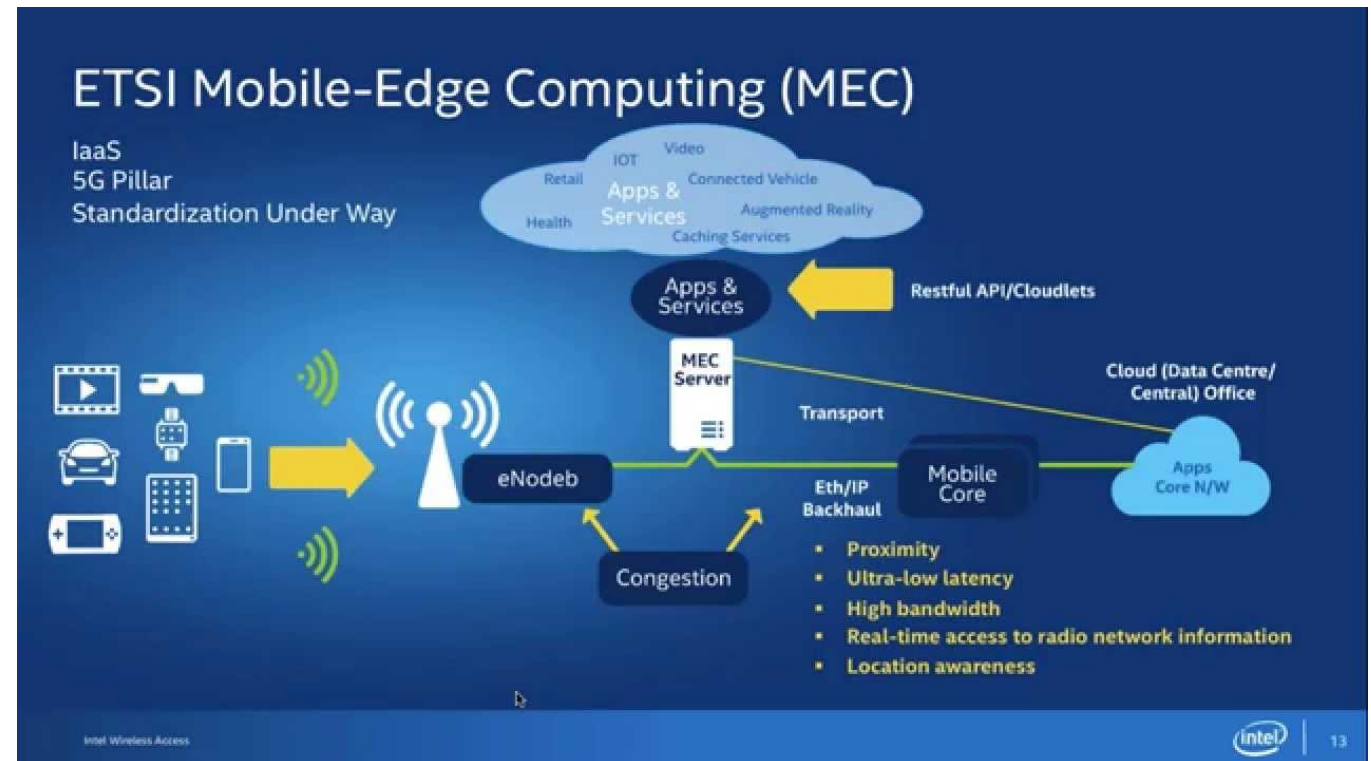 ETSI Mobile-Edge Computing (MEC)
IaaS
5G Pillar
Standardization Under Way
Video
IOT
Retail
Connected Vehicle
Apps &
Services
Augmented Reality
Health
Caching Services
Apps &
Services
Restful API/Cloudlets
MEC
Server
Cloud (Data Centre/
Central) Office
Transport
eNodeb
Eth/IP
Backhaul
Mobile
Core
Apps
Core N/W
Congestion
▪ Proximity
▪ Ultra-low latency
▪ High bandwidth
▪ Real-time access to radio network information
▪ Location awareness
Intel Wireless Access
intel
13